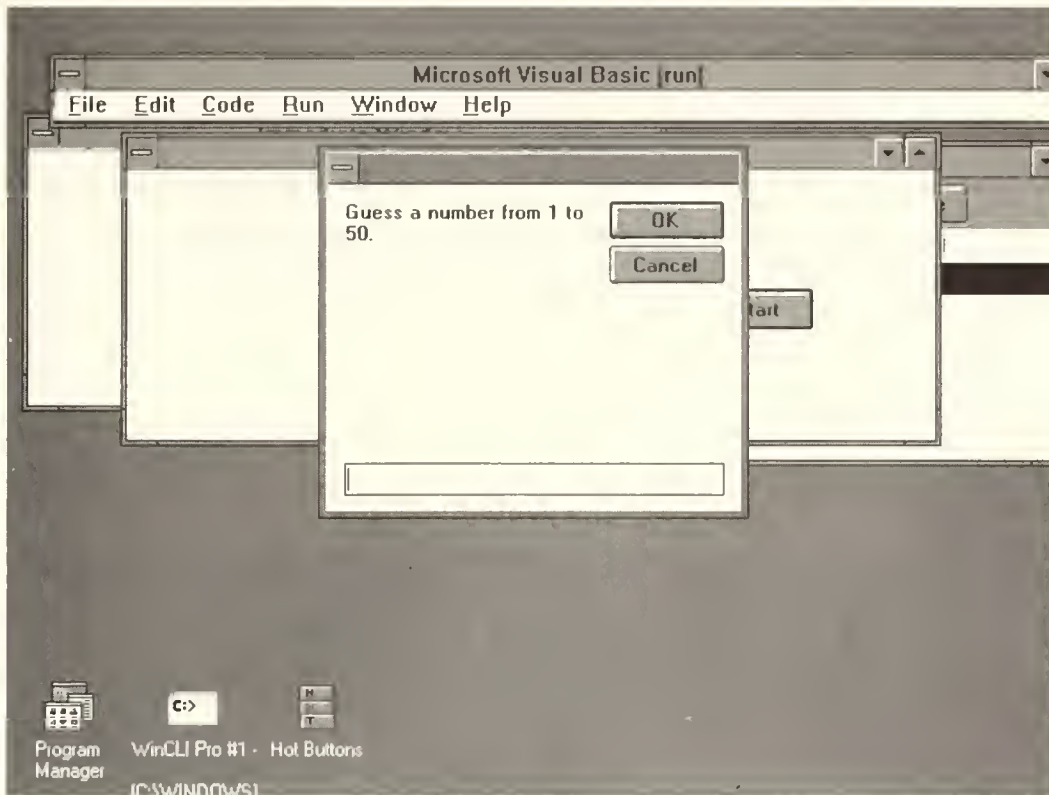 Microsoft Visual Basic [run]
File Edit Code Run Window Help
Guess a number from 1 to
50.
OK
Cancel
tart
Program
Manager
WinCLI Pro #1 -
[C:\WINDOWS]
Hot Buttons
H
T
C:>